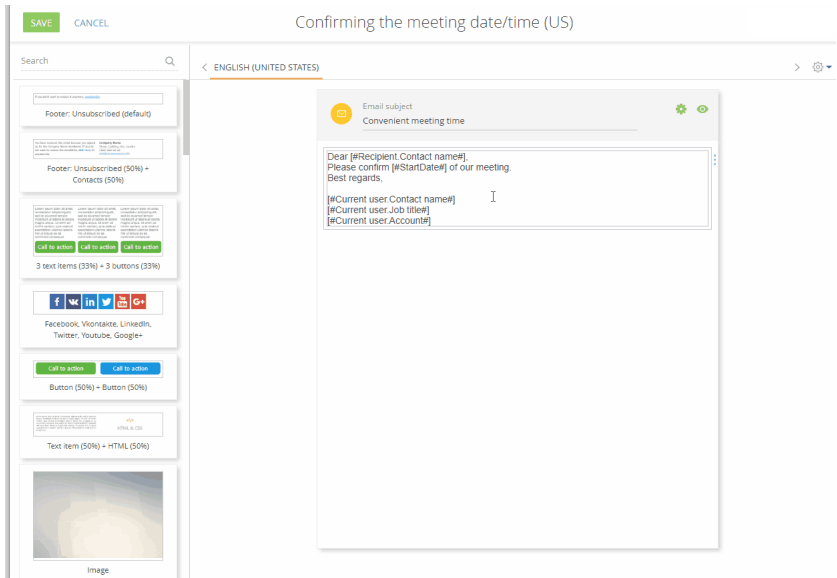 SAVE
CANCEL
Confirming the meeting date/time (US)
Search
ENGLISH (UNITED STATES)
Footer: Unsubscribed (default)
Footer: Unsubscribed (50%) +
Contacts (50%)
Call to action
Call to action
Call to action
3 text items (33%) + 3 buttons (33%)
Facebook, Vkontakte, LinkedIn,
Twitter, Youtube, Google+
Call to action
Call to action
Button (50%) + Button (50%)
HTML & CSS
Text item (50%) + HTML (50%)
Image
Email subject
Convenient meeting time
Dear [#Recipient.Contact name#],
Please confirm [#StartDate#] of our meeting.
Best regards,
[#Current user.Contact name#]
[#Current user.Job title#]
[#Current user.Account#]